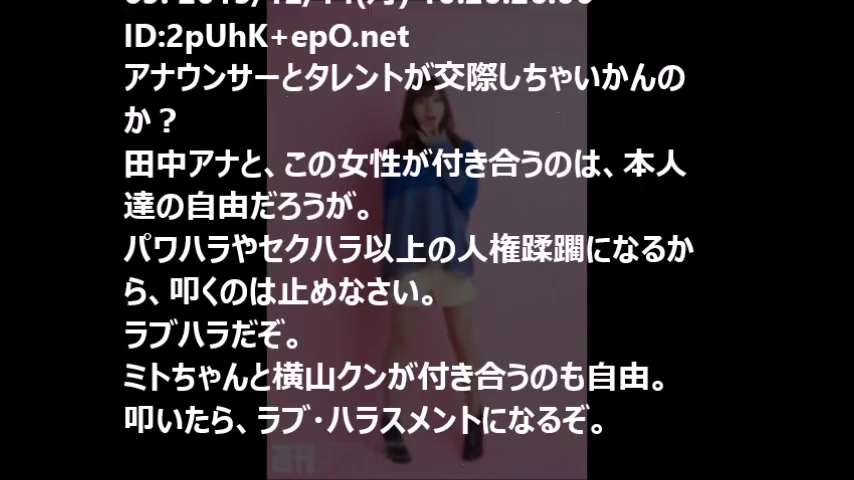 ID:2pUhK+epO.net
アナウンサーとタレントが交際しちゃいかんの
か？
田中アナと、この女性が付き合うのは、本人
達の自由だろうが。
パワハラやセクハラ以上の人権蹂躙になるか
ら、叩くのは止めなさい。
ラブハラだぞ。
ミトちゃんと横山クンが付き合うのも自由。
叩いたら、ラブ・ハラスメントになるぞ。
週刊